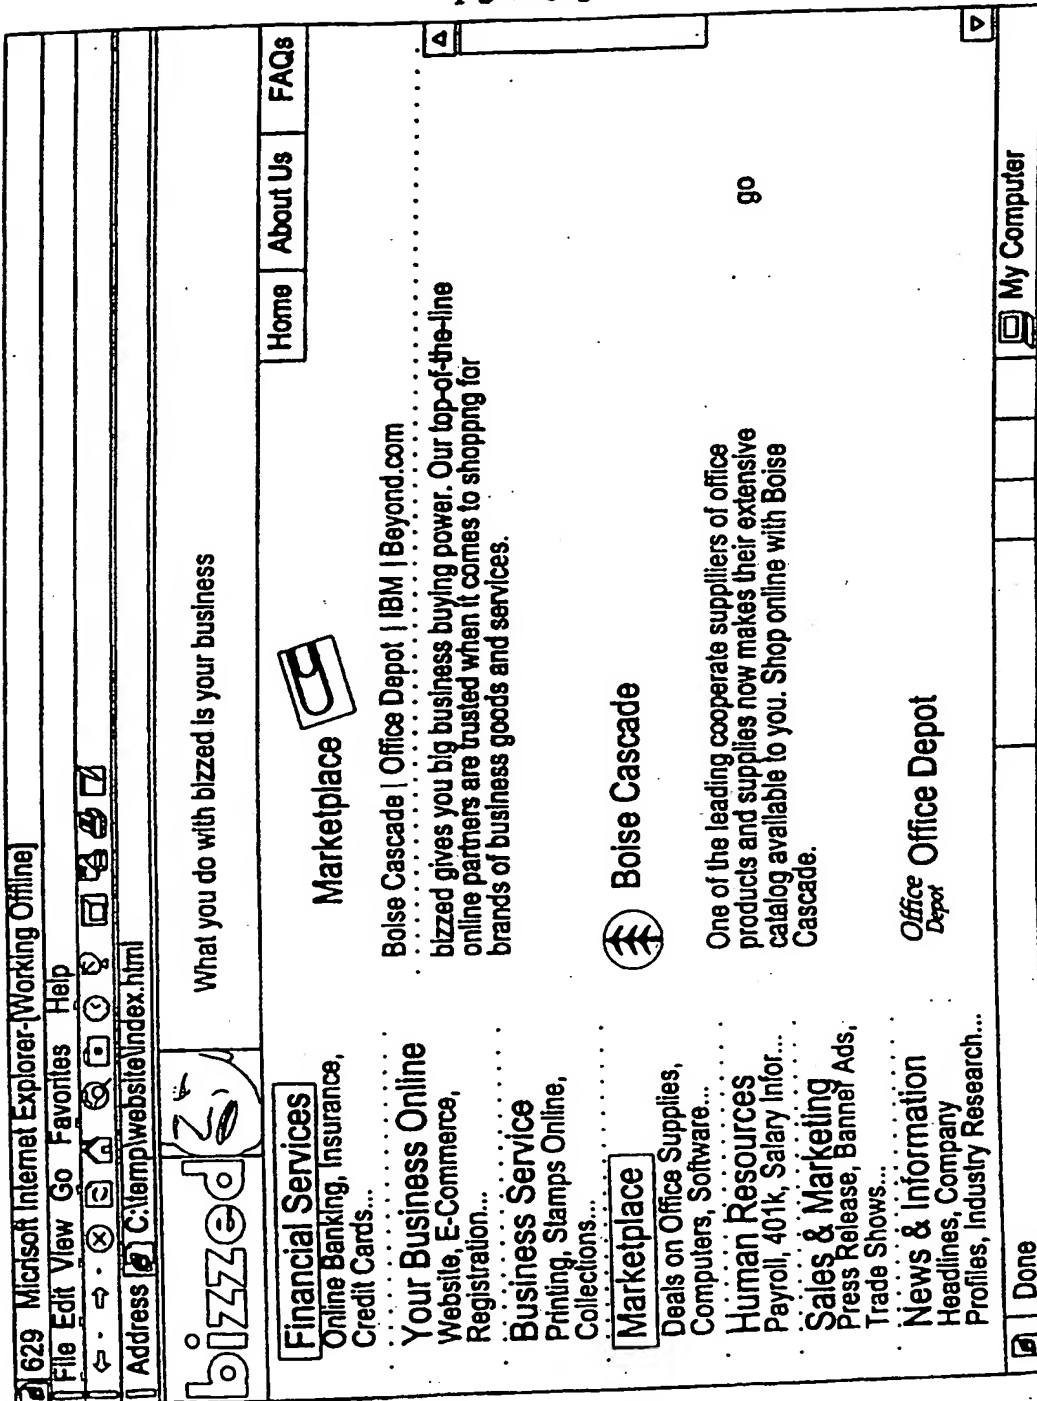 629 Micrisoft Internet Explorer-[Working Offline]
File Edit View Go Favorites Help
Address C:\temp\website\index.html
bizzed
What you do with bizzed is your business
Home About Us FAQs
Financial Services
Online Banking, Insurance,
Credit Cards...
Your Business Online
Website, E-Commerce,
Registration...
Business Service
Printing, Stamps Online,
Collections...
Marketplace
Deals on Office Supplies,
Computers, Software...
Human Resources
Payroll, 401k, Salary Infor...
Sales & Marketing
Press Release, Banner Ads,
Trade Shows...
News & Information
Headlines, Company
Profiles, Industry Research...
Marketplace
Boise Cascade | Office Depot | IBM | Beyond.com
bizzed gives you big business buying power. Our top-of-the-line
online partners are trusted when it comes to shoppng for
brands of business goods and services.
Boise Cascade
One of the leading cooperate suppliers of office
products and supplies now makes their extensive
catalog available to you. Shop online with Boise
Cascade.
go
Office
Depot
Office Depot
Done
My Computer